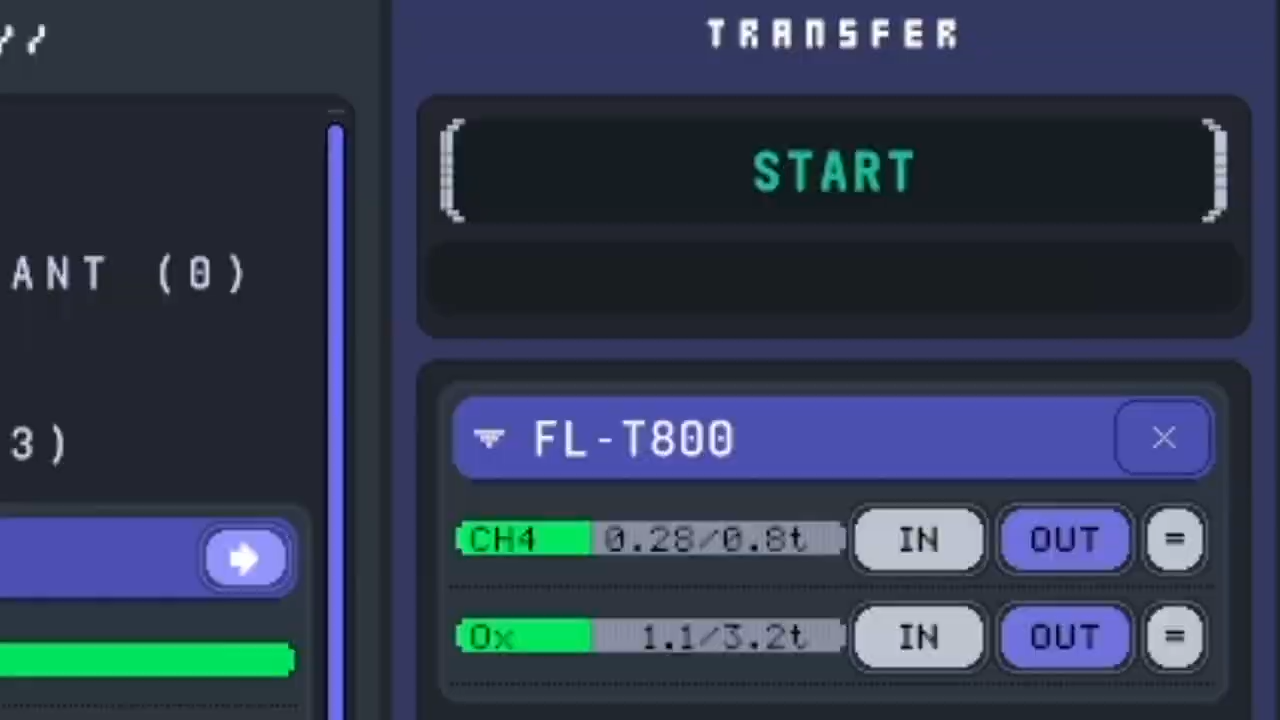 TRANSFER
START
ANT (0)
3)
FL-T800
CH4 0.28/0.8t IN OUT =
Ox 1.1/3.2t IN OUT =